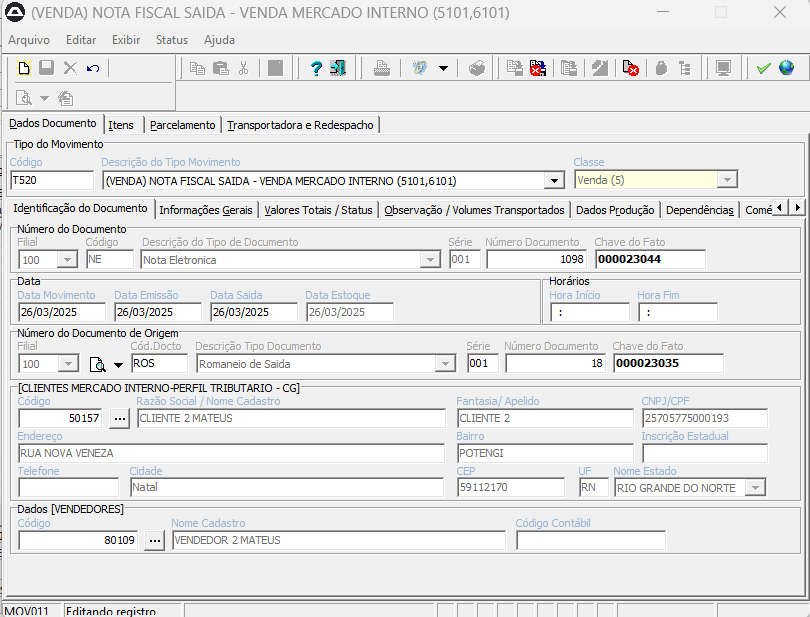 (VENDA) NOTA FISCAL SAIDA - VENDA MERCADO INTERNO (5101,6101)
Arquivo Editar Exibir Status Ajuda
Dados Documento Itens Parcelamento Transportadora e Redespacho
Tipo do Movimento
Código Descrição do Tipo Movimento Classe
T520 (VENDA) NOTA FISCAL SAIDA - VENDA MERCADO INTERNO (5101,6101) Venda (5)
Identificação do Documento Informações Gerais Valores Totais / Status Observação / Volumes Transportados Dados Produção Dependências Comé
Número do Documento
Filial Código Descrição do Tipo de Documento Série Número Documento Chave do Fato
100 NE Nota Eletronica 001 1098 000023044
Data Horários
Data Movimento Data Emissão Data Saida Data Estoque Hora Início Hora Fim
26/03/2025 26/03/2025 26/03/2025 26/03/2025 : :
Número do Documento de Origem
Filial Cód.Docto Descrição Tipo Documento Série Número Documento Chave do Fato
100 ROS Romaneio de Saida 001 18 000023035
[CLIENTES MERCADO INTERNO-PERFIL TRIBUTARIO - CG]
Código Razão Social / Nome Cadastro Fantasia/ Apelido CNPJ/CPF
50157 ... CLIENTE 2 MATEUS CLIENTE 2 25705775000193
Endereço Bairro Inscrição Estadual
RUA NOVA VENEZA POTENGI
Telefone Cidade CEP UF Nome Estado
Natal 59112170 RN RIO GRANDE DO NORTE
Dados [VENDEDORES]
Código Nome Cadastro Código Contábil
80109 ... VENDEDOR 2 MATEUS
MOV011 Editando registro